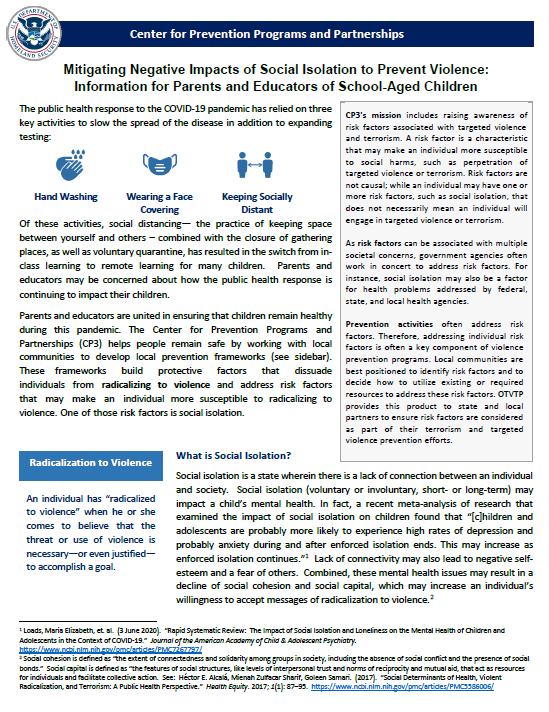 U.S. DEPARTMENT OF HOMELAND SECURITY
Center for Prevention Programs and Partnerships
Mitigating Negative Impacts of Social Isolation to Prevent Violence:
Information for Parents and Educators of School-Aged Children
The public health response to the COVID-19 pandemic has relied on three
key activities to slow the spread of the disease in addition to expanding
testing:
Hand Washing
Wearing a Face
Covering
Keeping Socially
Distant
Of these activities, social distancing— the practice of keeping space
between yourself and others – combined with the closure of gathering
places, as well as voluntary quarantine, has resulted in the switch from in-
class learning to remote learning for many children. Parents and
educators may be concerned about how the public health response is
continuing to impact their children.
Parents and educators are united in ensuring that children remain healthy
during this pandemic. The Center for Prevention Programs and
Partnerships (CP3) helps people remain safe by working with local
communities to develop local prevention frameworks (see sidebar).
These frameworks build protective factors that dissuade
individuals from radicalizing to violence and address risk factors
that may make an individual more susceptible to radicalizing to
violence. One of those risk factors is social isolation.
CP3's mission includes raising awareness of
risk factors associated with targeted violence
and terrorism. A risk factor is a characteristic
that may make an individual more susceptible
to social harms, such as perpetration of
targeted violence or terrorism. Risk factors are
not causal; while an individual may have one or
more risk factors, such as social isolation, that
does not necessarily mean an individual will
engage in targeted violence or terrorism.
As risk factors can be associated with multiple
societal concerns, government agencies often
work in concert to address risk factors. For
instance, social isolation may also be a factor
for health problems addressed by federal,
state, and local health agencies.
Prevention activities often address risk
factors. Therefore, addressing individual risk
factors is often a key component of violence
prevention programs. Local communities are
best positioned to identify risk factors and to
decide how to utilize existing or required
resources to address these risk factors. OTVTP
provides this product to state and local
partners to ensure risk factors are considered
as part of their terrorism and targeted
violence prevention efforts.
Radicalization to Violence
An individual has “radicalized
to violence” when he or she
comes to believe that the
threat or use of violence is
necessary—or even justified—
to accomplish a goal.
What is Social Isolation?
Social isolation is a state wherein there is a lack of connection between an individual
and society. Social isolation (voluntary or involuntary, short- or long-term) may
impact a child’s mental health. In fact, a recent meta-analysis of research that
examined the impact of social isolation on children found that “[c]hildren and
adolescents are probably more likely to experience high rates of depression and
probably anxiety during and after enforced isolation ends. This may increase as
enforced isolation continues.”1 Lack of connectivity may also lead to negative self-
esteem and a fear of others. Combined, these mental health issues may result in a
decline of social cohesion and social capital, which may increase an individual’s
willingness to accept messages of radicalization to violence.2
1 Loads, Maria Elizabeth, et. al. (3 June 2020). “Rapid Systematic Review: The Impact of Social Isolation and Loneliness on the Mental Health of Children and
Adolescents in the Context of COVID-19.” Journal of the American Academy of Child & Adolescent Psychiatry.
https://www.ncbi.nlm.nih.gov/pmc/articles/PMC7267797/
2 Social cohesion is defined as “the extent of connectedness and solidarity among groups in society, including the absence of social conflict and the presence of social
bonds.” Social capital is defined as “the features of social structures, like levels of interpersonal trust and norms of reciprocity and mutual aid, that act as resources
for individuals and facilitate collective action. See: Héctor E. Alcalá, Mienah Zulfacar Sharif, Goleen Samari. (2017). “Social Determinants of Health, Violent
Radicalization, and Terrorism: A Public Health Perspective.” Health Equity. 2017; 1(1): 87–95. https://www.ncbi.nlm.nih.gov/pmc/articles/PMC5586006/